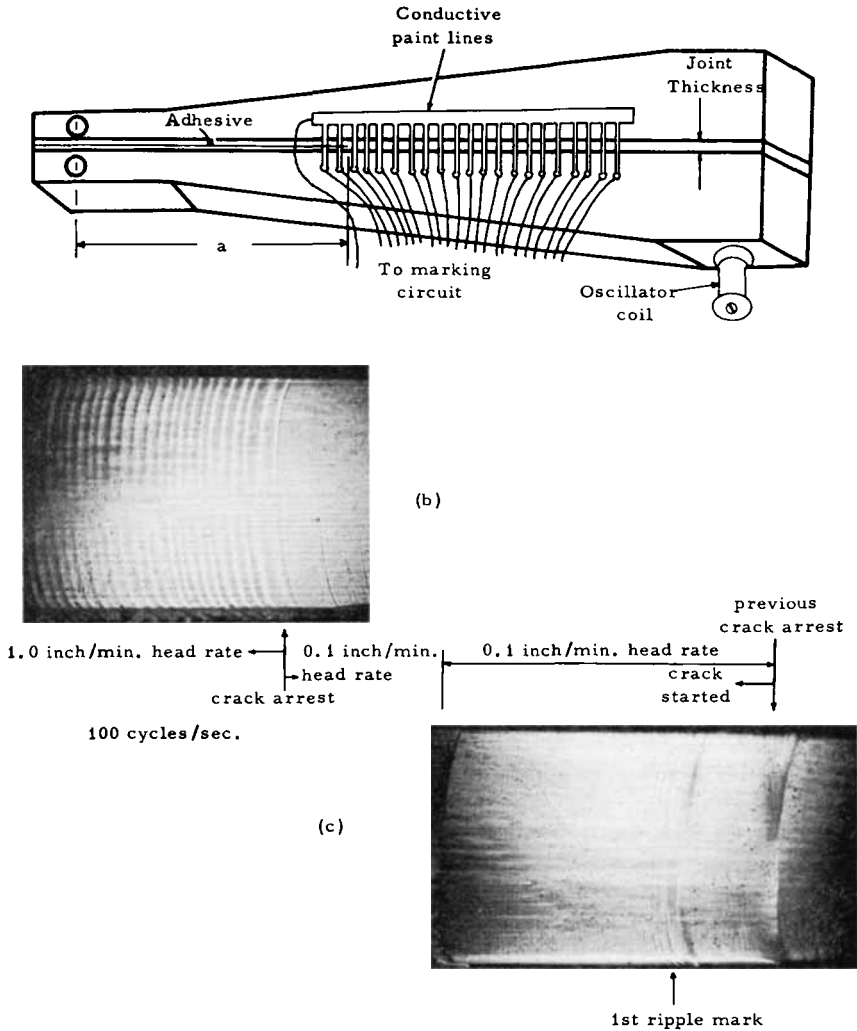 Conductive
paint lines
Joint
Thickness
Adhesive
a
To marking
circuit
Oscillator
coil
(b)
previous
crack arrest
1.0 inch/min. head rate
0.1 inch/min.
head rate
0.1 inch/min. head rate
crack
started
crack arrest
100 cycles/sec.
(c)
1st ripple mark